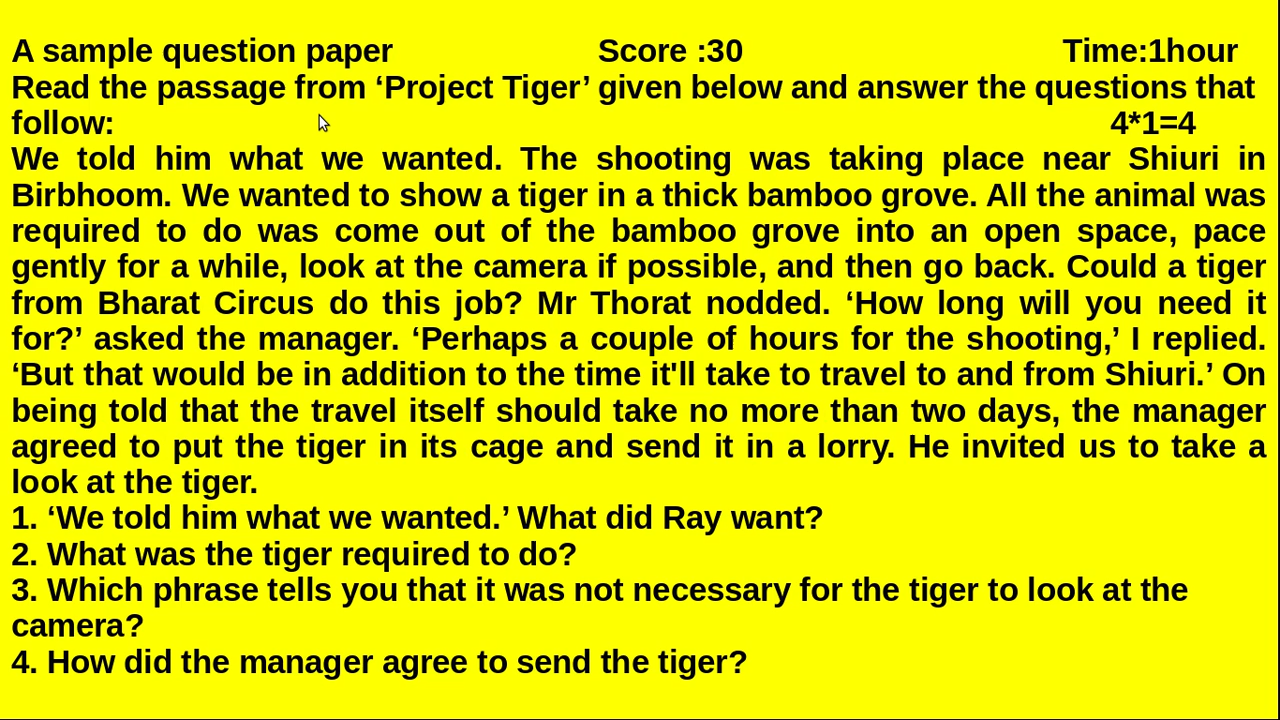 A sample question paper Score :30 Time:1hour
Read the passage from ‘Project Tiger’ given below and answer the questions that
follow: 4*1=4
We told him what we wanted. The shooting was taking place near Shiuri in
Birbhoom. We wanted to show a tiger in a thick bamboo grove. All the animal was
required to do was come out of the bamboo grove into an open space, pace
gently for a while, look at the camera if possible, and then go back. Could a tiger
from Bharat Circus do this job? Mr Thorat nodded. ‘How long will you need it
for?’ asked the manager. ‘Perhaps a couple of hours for the shooting,’ I replied.
‘But that would be in addition to the time it'll take to travel to and from Shiuri.’ On
being told that the travel itself should take no more than two days, the manager
agreed to put the tiger in its cage and send it in a lorry. He invited us to take a
look at the tiger.
1. ‘We told him what we wanted.’ What did Ray want?
2. What was the tiger required to do?
3. Which phrase tells you that it was not necessary for the tiger to look at the
camera?
4. How did the manager agree to send the tiger?